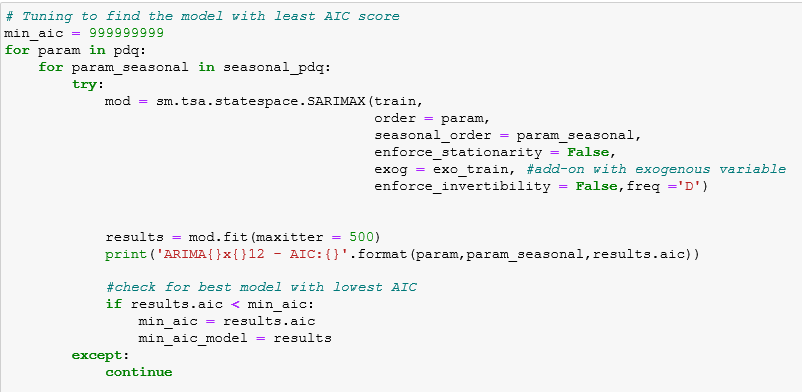 # Tuning to find the model with least AIC score
min_aic = 999999999
for param in pdq:
    for param_seasonal in seasonal_pdq:
        try:
            mod = sm.tsa.statespace.SARIMAX(train,
                                            order = param,
                                            seasonal_order = param_seasonal,
                                            enforce_stationarity = False,
                                            exog = exo_train, #add-on with exogenous variable
                                            enforce_invertibility = False,freq ='D')
            results = mod.fit(maxitter = 500)
            print('ARIMA{}x{}12 - AIC:{}'.format(param,param_seasonal,results.aic))
            #check for best model with lowest AIC
            if results.aic < min_aic:
                min_aic = results.aic
                min_aic_model = results
        except:
            continue